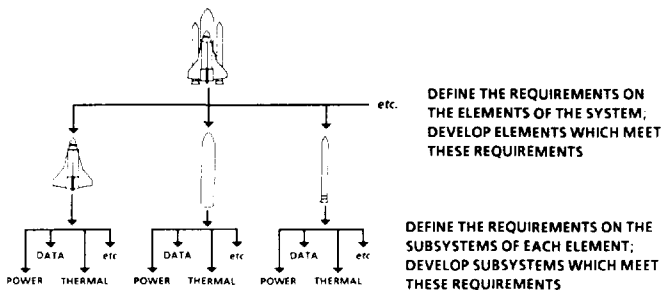 etc.
DEFINE THE REQUIREMENTS ON
THE ELEMENTS OF THE SYSTEM;
DEVELOP ELEMENTS WHICH MEET
THESE REQUIREMENTS
DATA etc DATA etc DATA etc
POWER THERMAL POWER THERMAL POWER THERMAL
DEFINE THE REQUIREMENTS ON THE
SUBSYSTEMS OF EACH ELEMENT;
DEVELOP SUBSYSTEMS WHICH MEET
THESE REQUIREMENTS